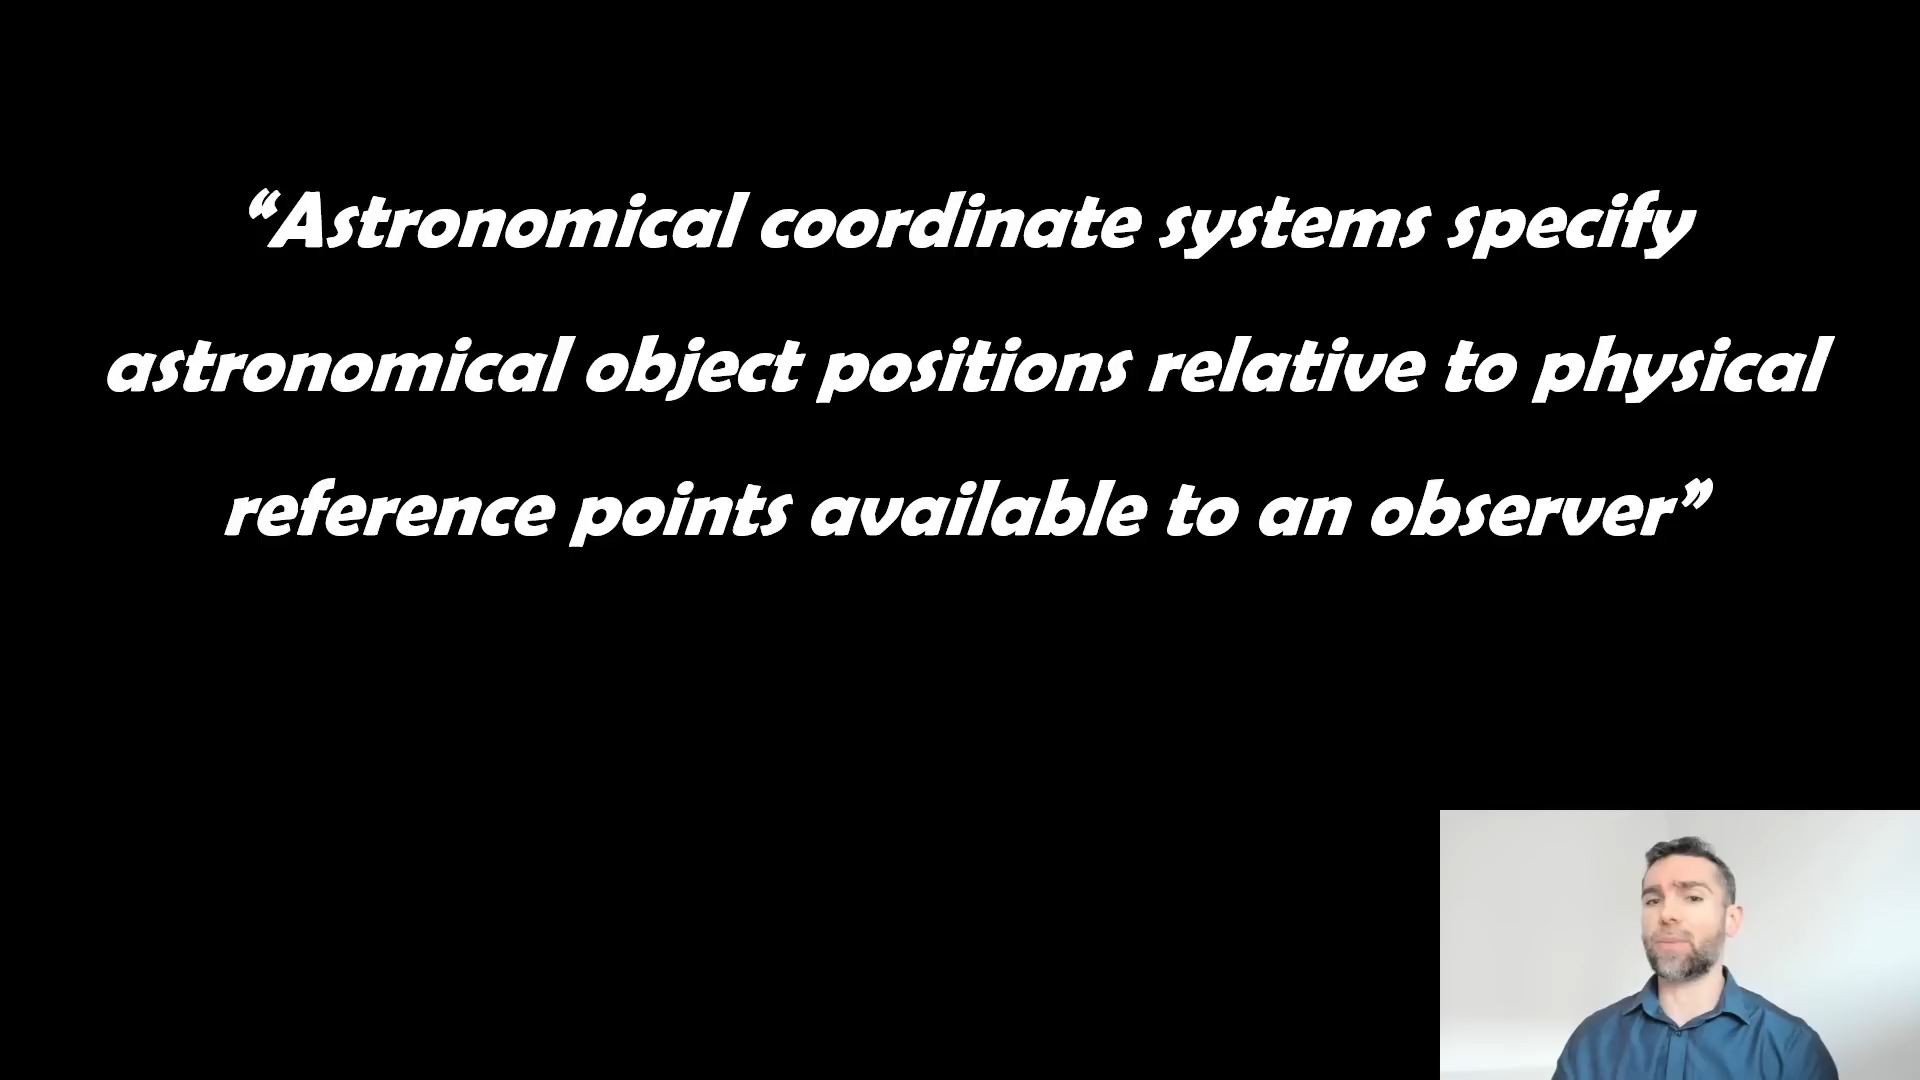 “Astronomical coordinate systems specify
astronomical object positions relative to physical
reference points available to an observer”